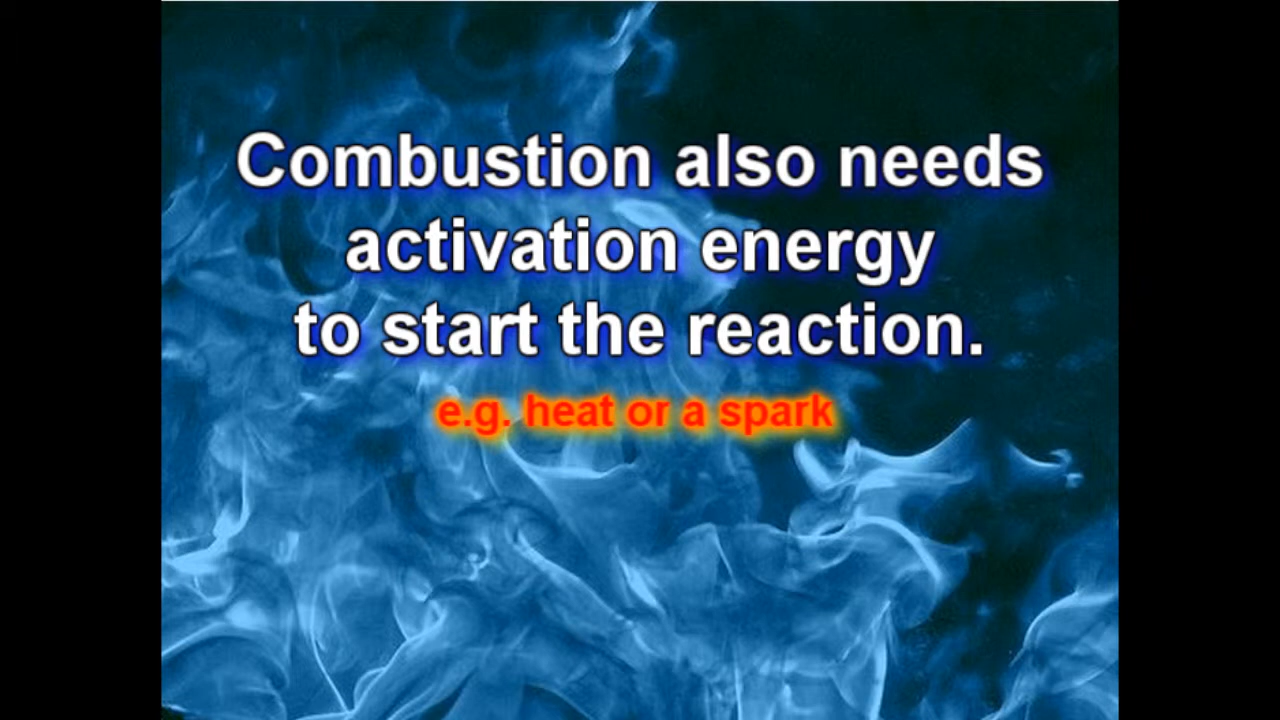 Combustion also needs
activation energy
to start the reaction.
e.g. heat or a spark